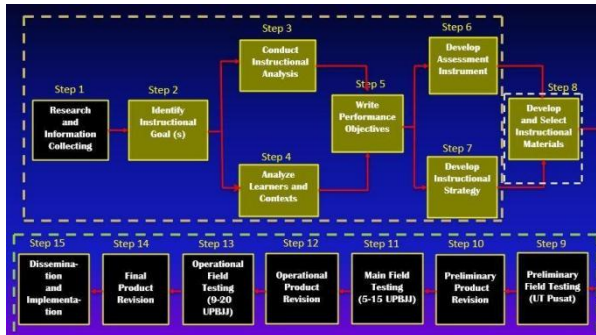 Step 1
Research
and
Information
Collecting
Step 2
Identify
Instructional
Goal (s)
Step 3
Conduct
Instructional
Analysis
Step 4
Analyze
Learners and
Contexts
Step 5
Write
Performance
Objectives
Step 6
Develop
Assessment
Instrument
Step 7
Develop
Instructional
Strategy
Step 8
Develop
and Select
Instructional
Materials
Step 15
Dissemina-
tion
and
Implementa-
tion
Step 14
Final
Product
Revision
Step 13
Operational
Field
Testing
(9-20
UPBJJ)
Step 12
Operational
Product
Revision
Step 11
Main Field
Testing
(5-15 UPBJJ)
Step 10
Preliminary
Product
Revision
Step 9
Preliminary
Field Testing
(UT Pusat)